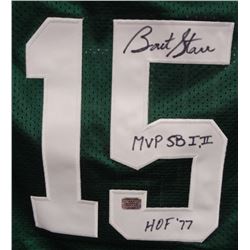 15
Bart Starr
MVP SB I, II
HOF '77